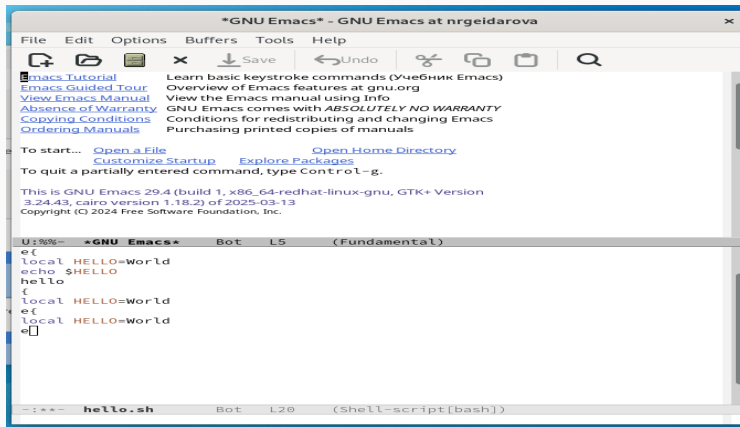 *GNU Emacs* - GNU Emacs at nrgeidarova ×
File Edit Options Buffers Tools Help
Save Undo
Emacs Tutorial Learn basic keystroke commands (Учебник Emacs)
Emacs Guided Tour Overview of Emacs features at gnu.org
View Emacs Manual View the Emacs manual using Info
Absence of Warranty GNU Emacs comes with ABSOLUTELY NO WARRANTY
Copying Conditions Conditions for redistributing and changing Emacs
Ordering Manuals Purchasing printed copies of manuals
To start... Open a File Open Home Directory
Customize Startup Explore Packages
To quit a partially entered command, type Control-g.
This is GNU Emacs 29.4 (build 1, x86_64-redhat-linux-gnu, GTK+ Version
3.24.43, cairo version 1.18.2) of 2025-03-13
Copyright (C) 2024 Free Software Foundation, Inc.
U:%%- *GNU Emacs* Bot L5 (Fundamental)
e{
local HELLO=World
echo $HELLO
hello
{
local HELLO=World
e{
local HELLO=World
e
-:**- hello.sh Bot L20 (Shell-script[bash])